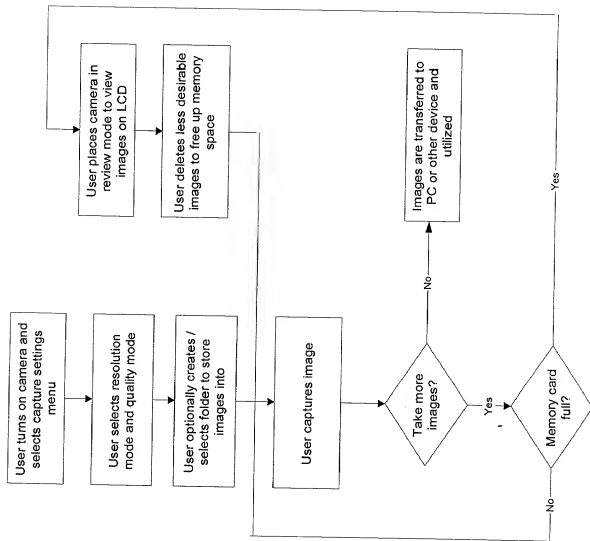 User turns on camera and
selects capture settings
menu
User selects resolution
mode and quality mode
User optionally creates /
selects folder to store
images into
User captures image
Take more
images?
No
Images are transferred to
PC or other device and
utilized
Yes
Memory card
full?
No
Yes
User places camera in
review mode to view
images on LCD
User deletes less desirable
images to free up memory
space